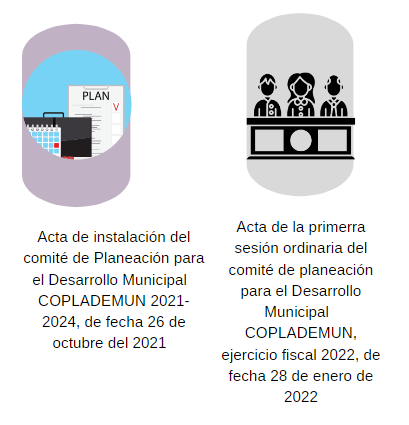 PLAN
Acta de instalación del
comité de Planeación para
el Desarrollo Municipal
COPLADEMUN 2021-
2024, de fecha 26 de
octubre del 2021
Acta de la primerra
sesión ordinaria del
comité de planeación
para el Desarrollo
Municipal
COPLADEMUN,
ejercicio fiscal 2022, de
fecha 28 de enero de
2022